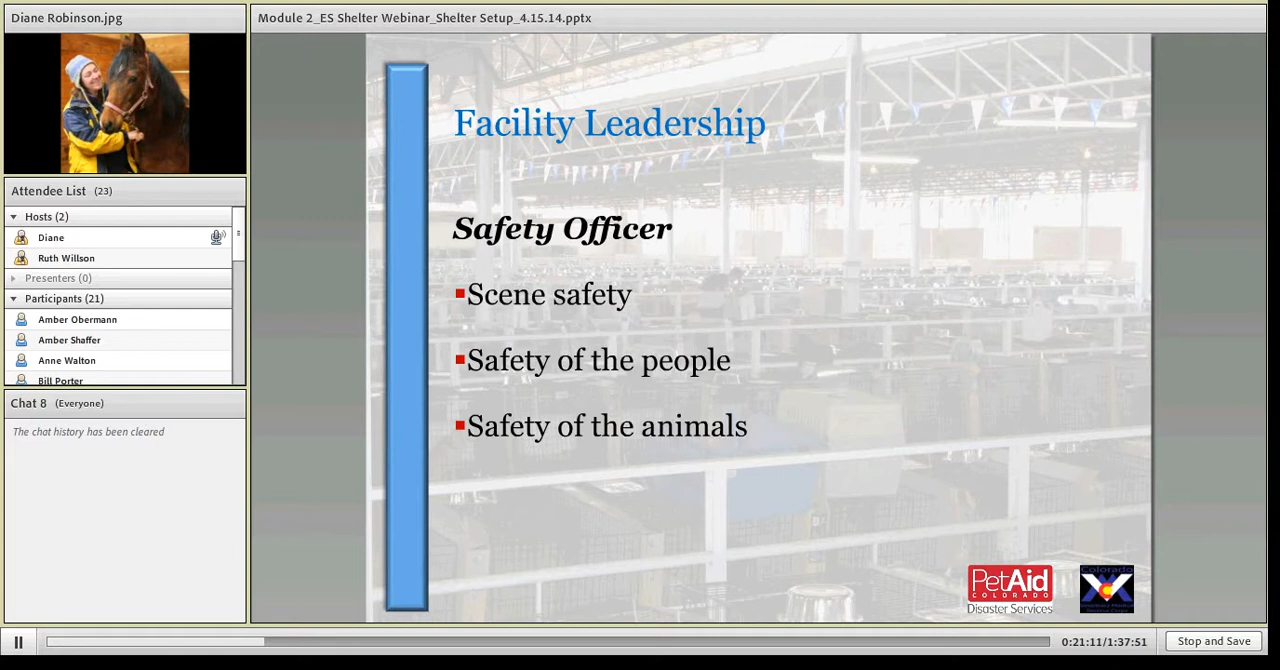 Diane Robinson.jpg
Module 2_ES Shelter Webinar_Shelter Setup_4.15.14.pptx
Attendee List (23)
Hosts (2)
Diane
Ruth Willson
Presenters (0)
Participants (21)
Amber Obermann
Amber Shaffer
Anne Walton
Bill Porter
Chat 8 (Everyone)
The chat history has been cleared
Facility Leadership
Safety Officer
▪Scene safety
▪Safety of the people
▪Safety of the animals
PetAid
COLORADO
Disaster Services
Colorado
0:21:11/1:37:51
Stop and Save